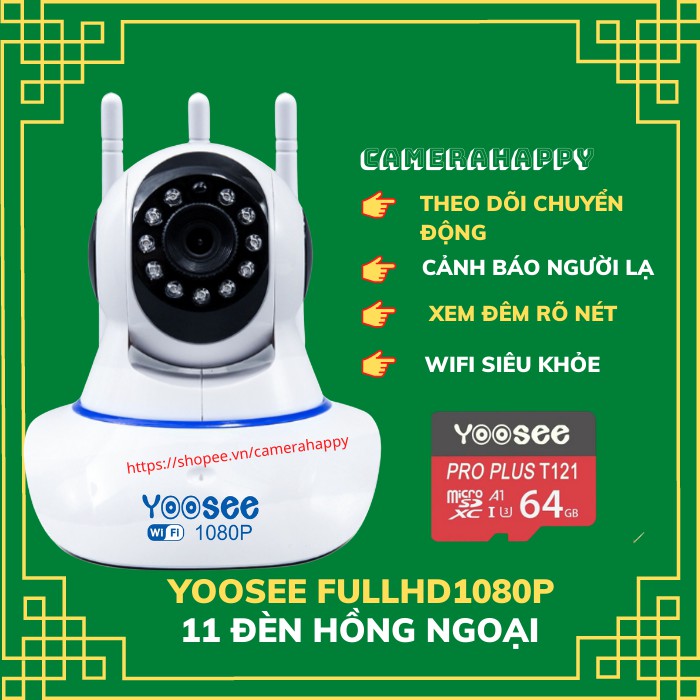 CAMERAHAPPY
THEO DÕI CHUYỂN
ĐỘNG
CẢNH BÁO NGƯỜI LẠ
XEM ĐÊM RÕ NÉT
WIFI SIÊU KHỎE
https://shopee.vn/camerahappy
Yoosee
WIFI 1080P
Yoosee
PRO PLUS T121
micro SD XC I U3 A1 64GB
YOOSEE FULLHD1080P
11 ĐÈN HỒNG NGOẠI